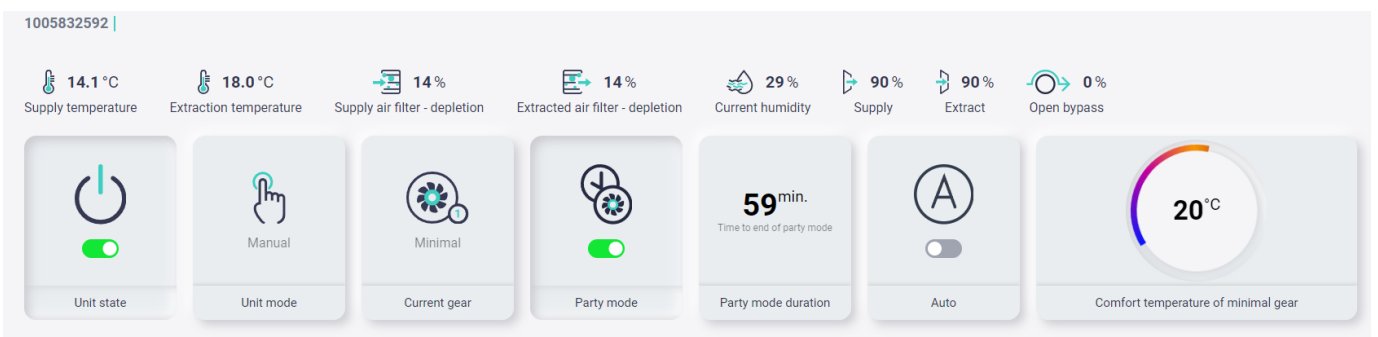 1005832592
14.1 °C
Supply temperature
18.0 °C
Extraction temperature
14 %
Supply air filter - depletion
14 %
Extracted air filter - depletion
29 %
Current humidity
90 %
Supply
90 %
Extract
0 %
Open bypass
Unit state
Manual
Unit mode
1
Minimal
Current gear
Party mode
59 min.
Time to end of party mode
Party mode duration
A
Auto
20 °C
Comfort temperature of minimal gear